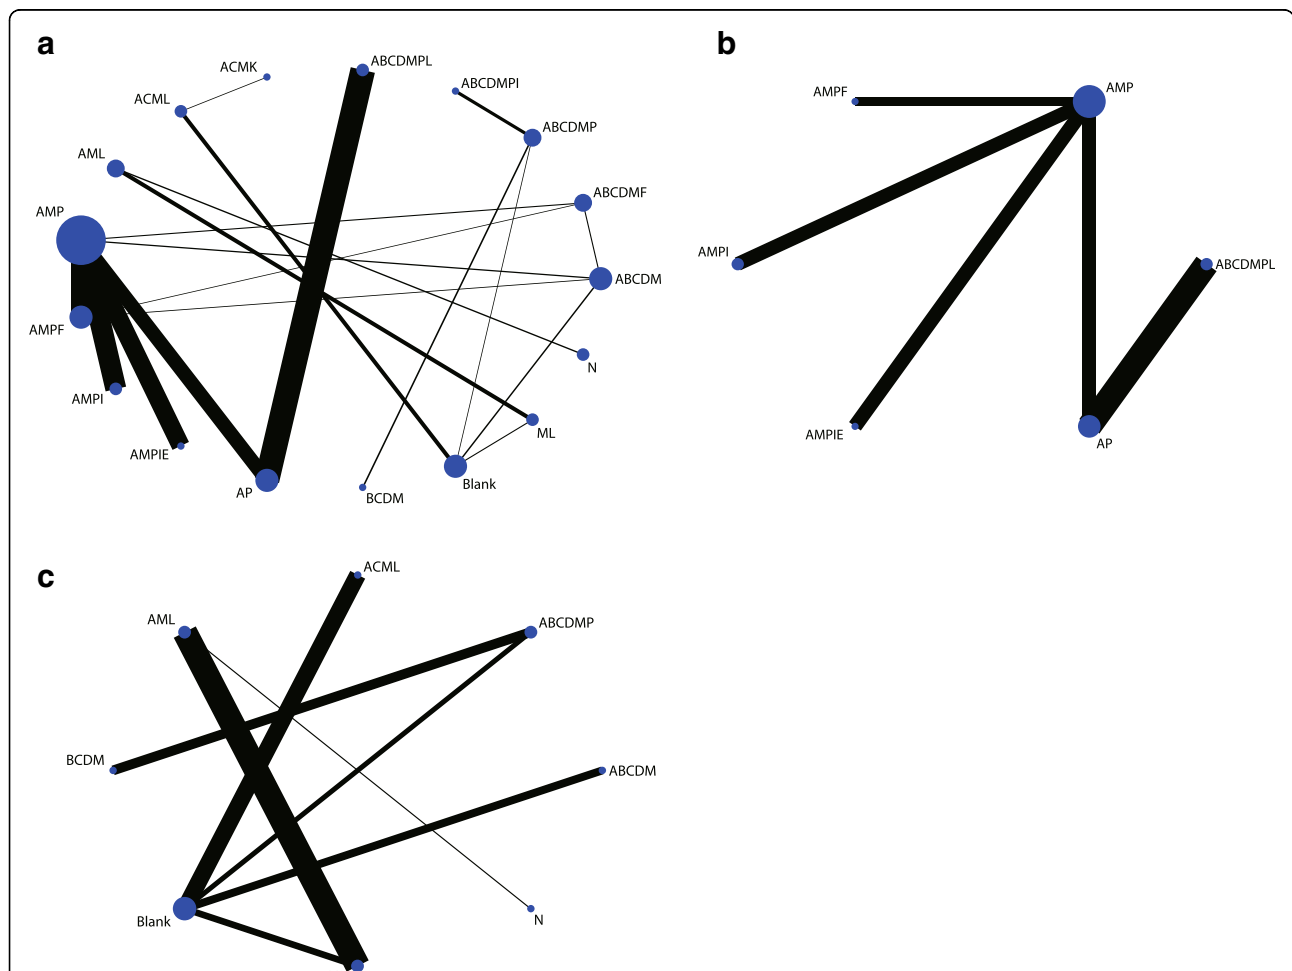 a
b
ACMK
ABCDMPL
ABCDMPI
ACML
ABCDMP
AML
ABCDMF
AMP
ABCDM
AMPF
N
AMPI
ML
AMPIE
Blank
AP
BCDM
AMPF
AMP
AMPI
ABCDMPL
AMPIE
AP
c
ACML
AML
ABCDMP
BCDM
ABCDM
Blank
N